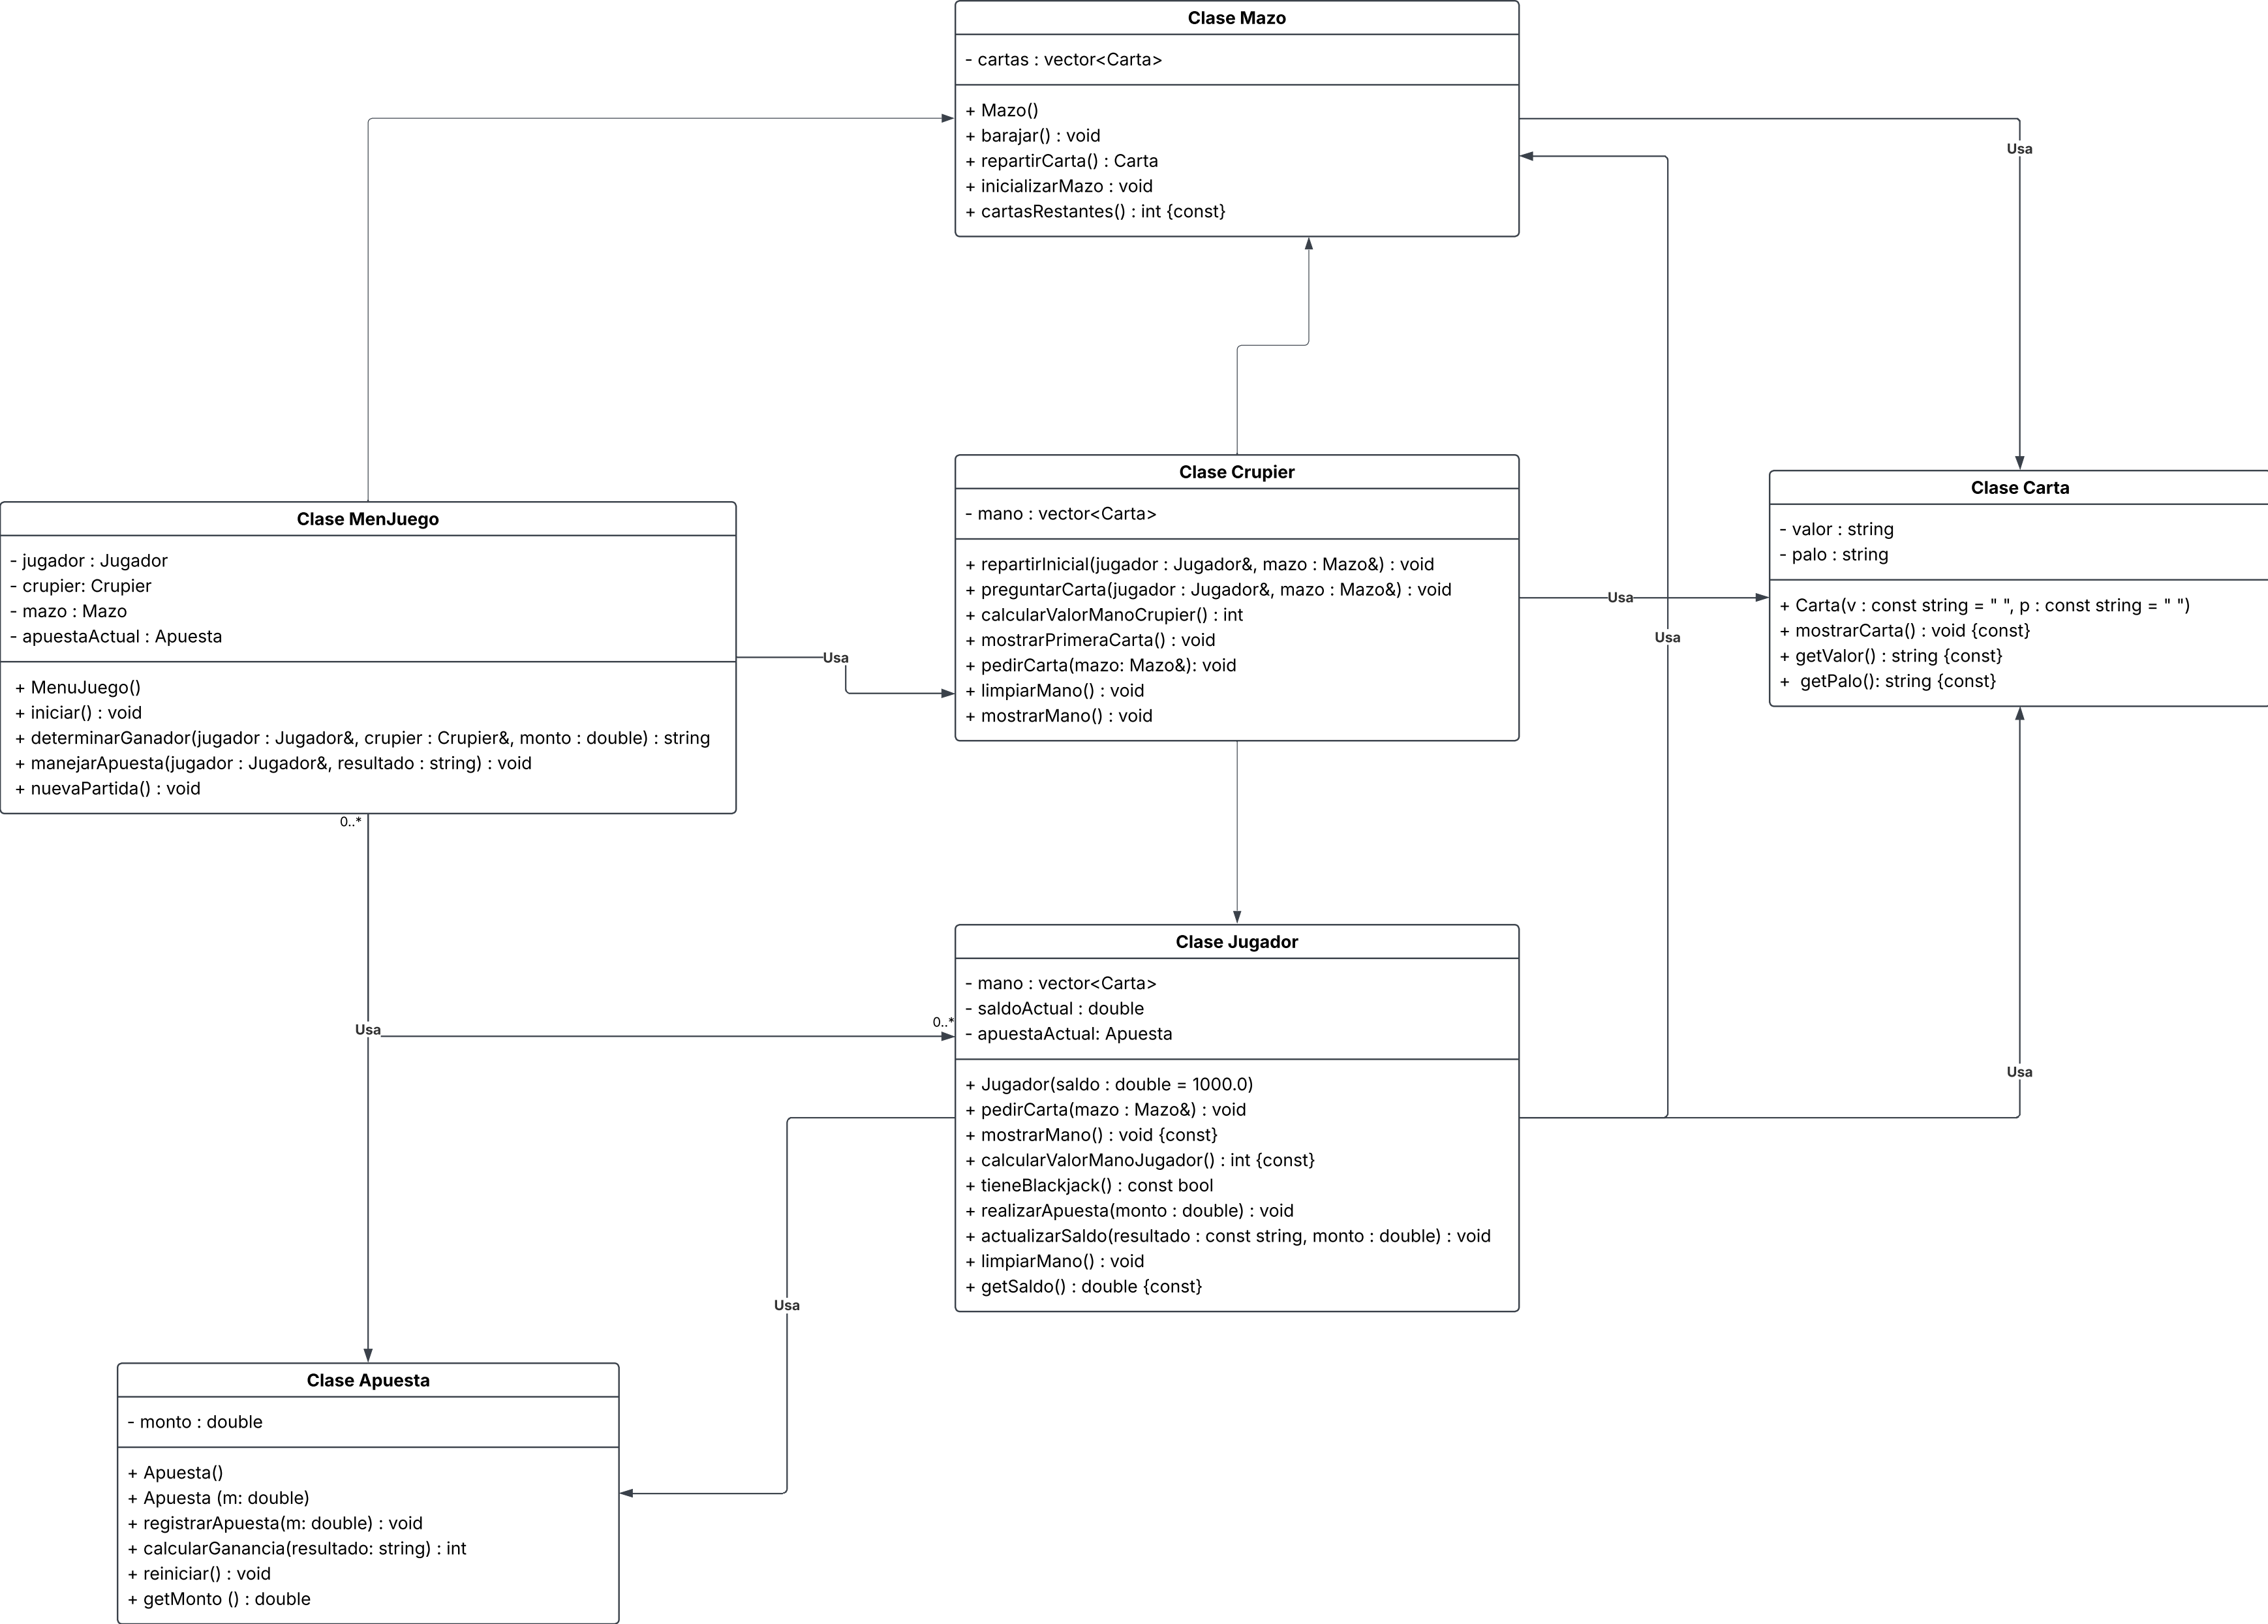 Clase Mazo
- cartas : vector<Carta>
+ Mazo()
+ barajar() : void
+ repartirCarta() : Carta
+ inicializarMazo : void
+ cartasRestantes() : int {const}
Usa
Clase MenJuego
- jugador : Jugador
- crupier: Crupier
- mazo : Mazo
- apuestaActual : Apuesta
+ MenuJuego()
+ iniciar() : void
+ determinarGanador(jugador : Jugador&, crupier : Crupier&, monto : double) : string
+ manejarApuesta(jugador : Jugador&, resultado : string) : void
+ nuevaPartida() : void
0..*
Usa
Clase Crupier
- mano : vector<Carta>
+ repartirInicial(jugador : Jugador&, mazo : Mazo&) : void
+ preguntarCarta(jugador : Jugador&, mazo : Mazo&) : void
+ calcularValorManoCrupier() : int
+ mostrarPrimeraCarta() : void
+ pedirCarta(mazo: Mazo&): void
+ limpiarMano() : void
+ mostrarMano() : void
Usa
Usa
Clase Carta
- valor : string
- palo : string
+ Carta(v : const string = " ", p : const string = " ")
+ mostrarCarta() : void {const}
+ getValor() : string {const}
+ getPalo(): string {const}
Usa
0..*
Clase Jugador
- mano : vector<Carta>
- saldoActual : double
- apuestaActual: Apuesta
+ Jugador(saldo : double = 1000.0)
+ pedirCarta(mazo : Mazo&) : void
+ mostrarMano() : void {const}
+ calcularValorManoJugador() : int {const}
+ tieneBlackjack() : const bool
+ realizarApuesta(monto : double) : void
+ actualizarSaldo(resultado : const string, monto : double) : void
+ limpiarMano() : void
+ getSaldo() : double {const}
Usa
Usa
Clase Apuesta
- monto : double
+ Apuesta()
+ Apuesta (m: double)
+ registrarApuesta(m: double) : void
+ calcularGanancia(resultado: string) : int
+ reiniciar() : void
+ getMonto () : double